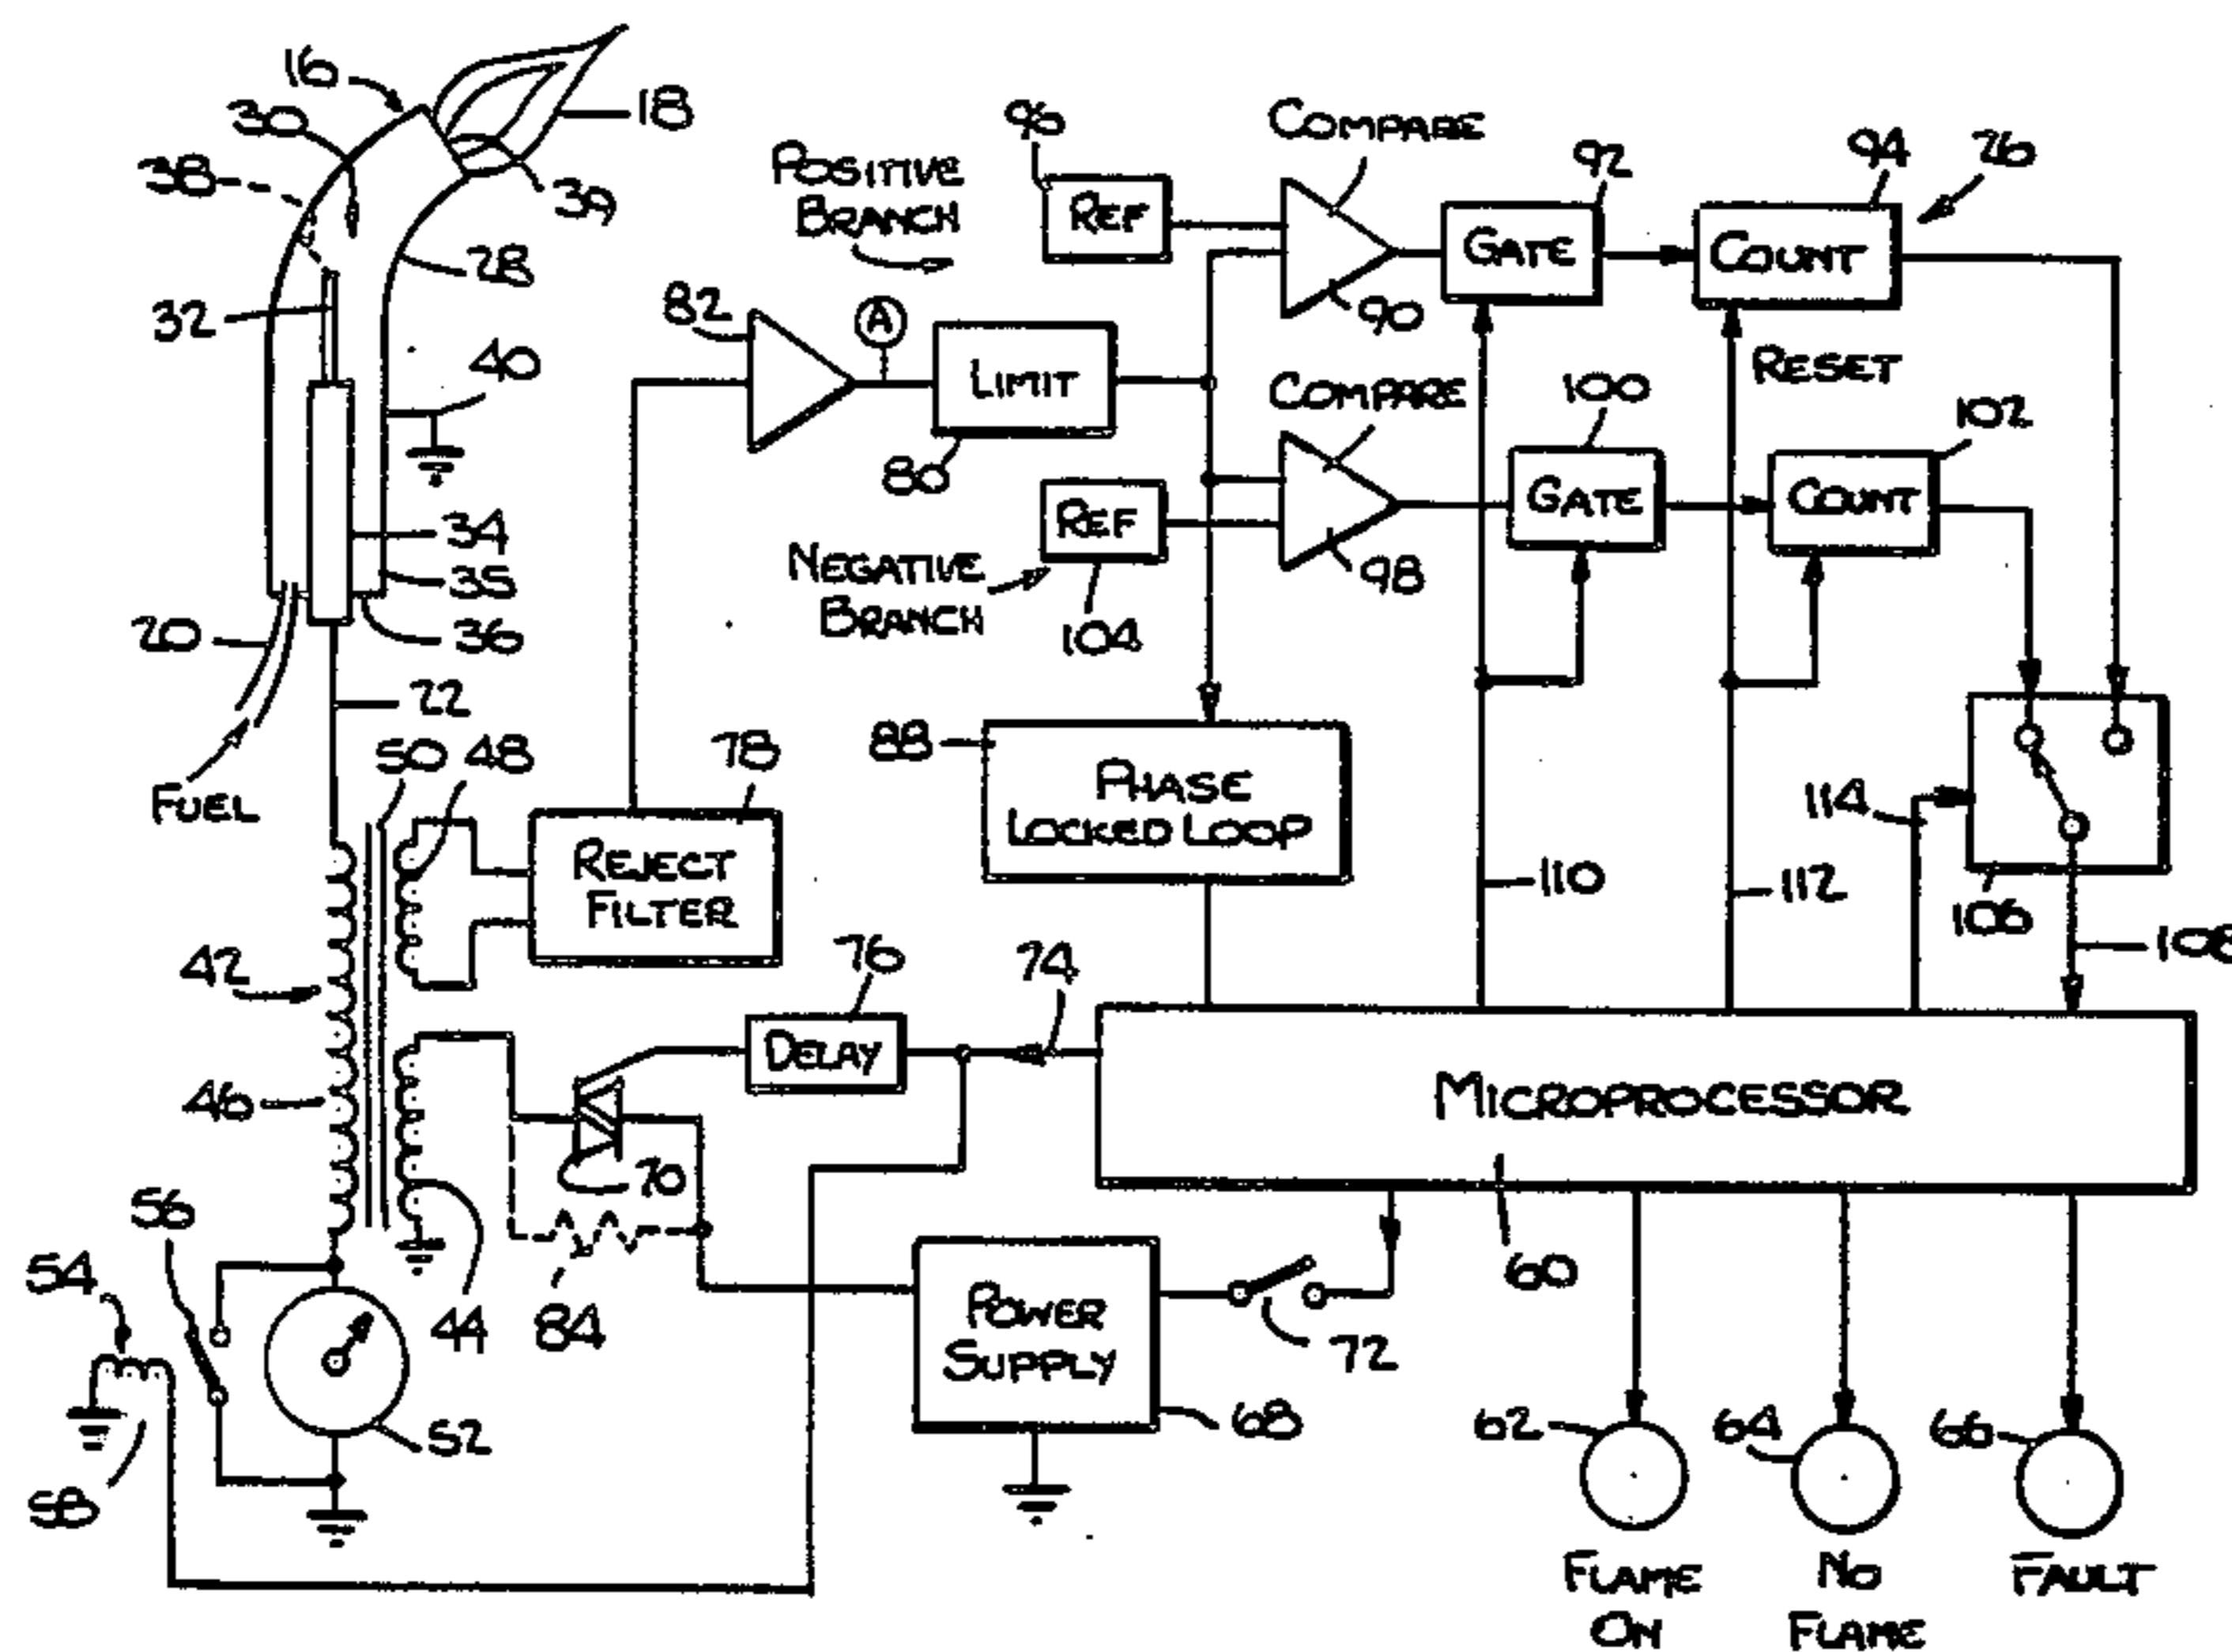 16
18
30
38
39
28
32
40
34
35
20
36
22
FUEL
50
48
42
46
56
54
52
58
44
84
78
REJECT
FILTER
82
A
LIMIT
80
POSITIVE
BRANCH
96
REF
COMPARE
90
92
GATE
94
COUNT
26
RESET
COMPARE
98
100
GATE
102
COUNT
REF
104
NEGATIVE
BRANCH
88
PHASE
LOCKED LOOP
110
112
114
106
108
74
76
DELAY
70
MICROPROCESSOR
60
POWER
SUPPLY
68
72
62
64
66
FLAME
ON
NO
FLAME
FAULT